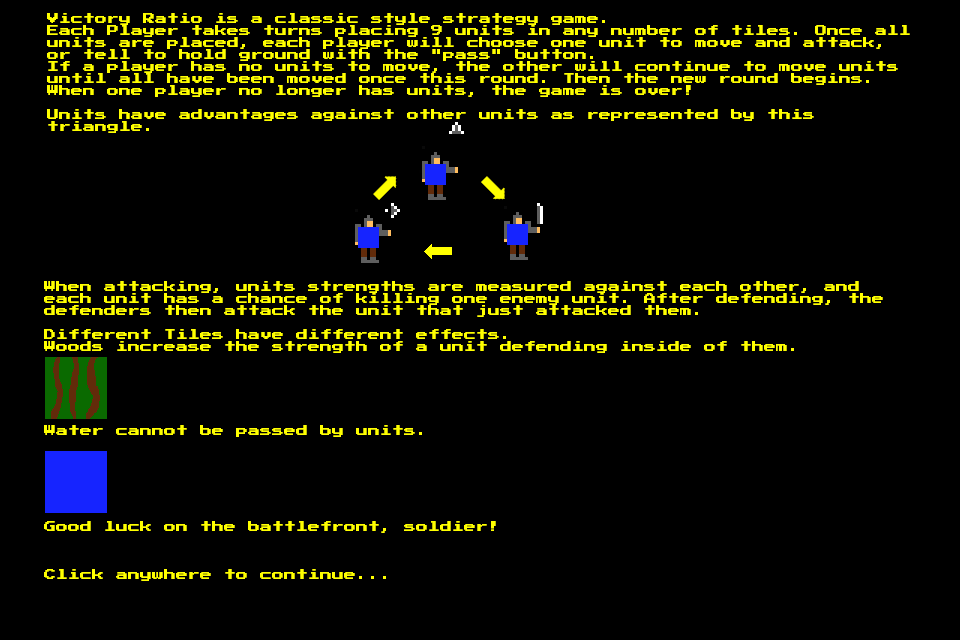 Victory Ratio is a classic style strategy game.
Each Player takes turns placing 9 units in any number of tiles. Once all
units are placed, each player will choose one unit to move and attack,
or tell to hold ground with the "pass" button.
If a player has no units to move, the other will continue to move units
until all have been moved once this round. Then the new round begins.
When one player no longer has units, the game is over!
Units have advantages against other units as represented by this
triangle.
When attacking, units strengths are measured against each other, and
each unit has a chance of killing one enemy unit. After defending, the
defenders then attack the unit that just attacked them.
Different Tiles have different effects.
Woods increase the strength of a unit defending inside of them.
Water cannot be passed by units.
Good luck on the battlefront, soldier!
Click anywhere to continue...